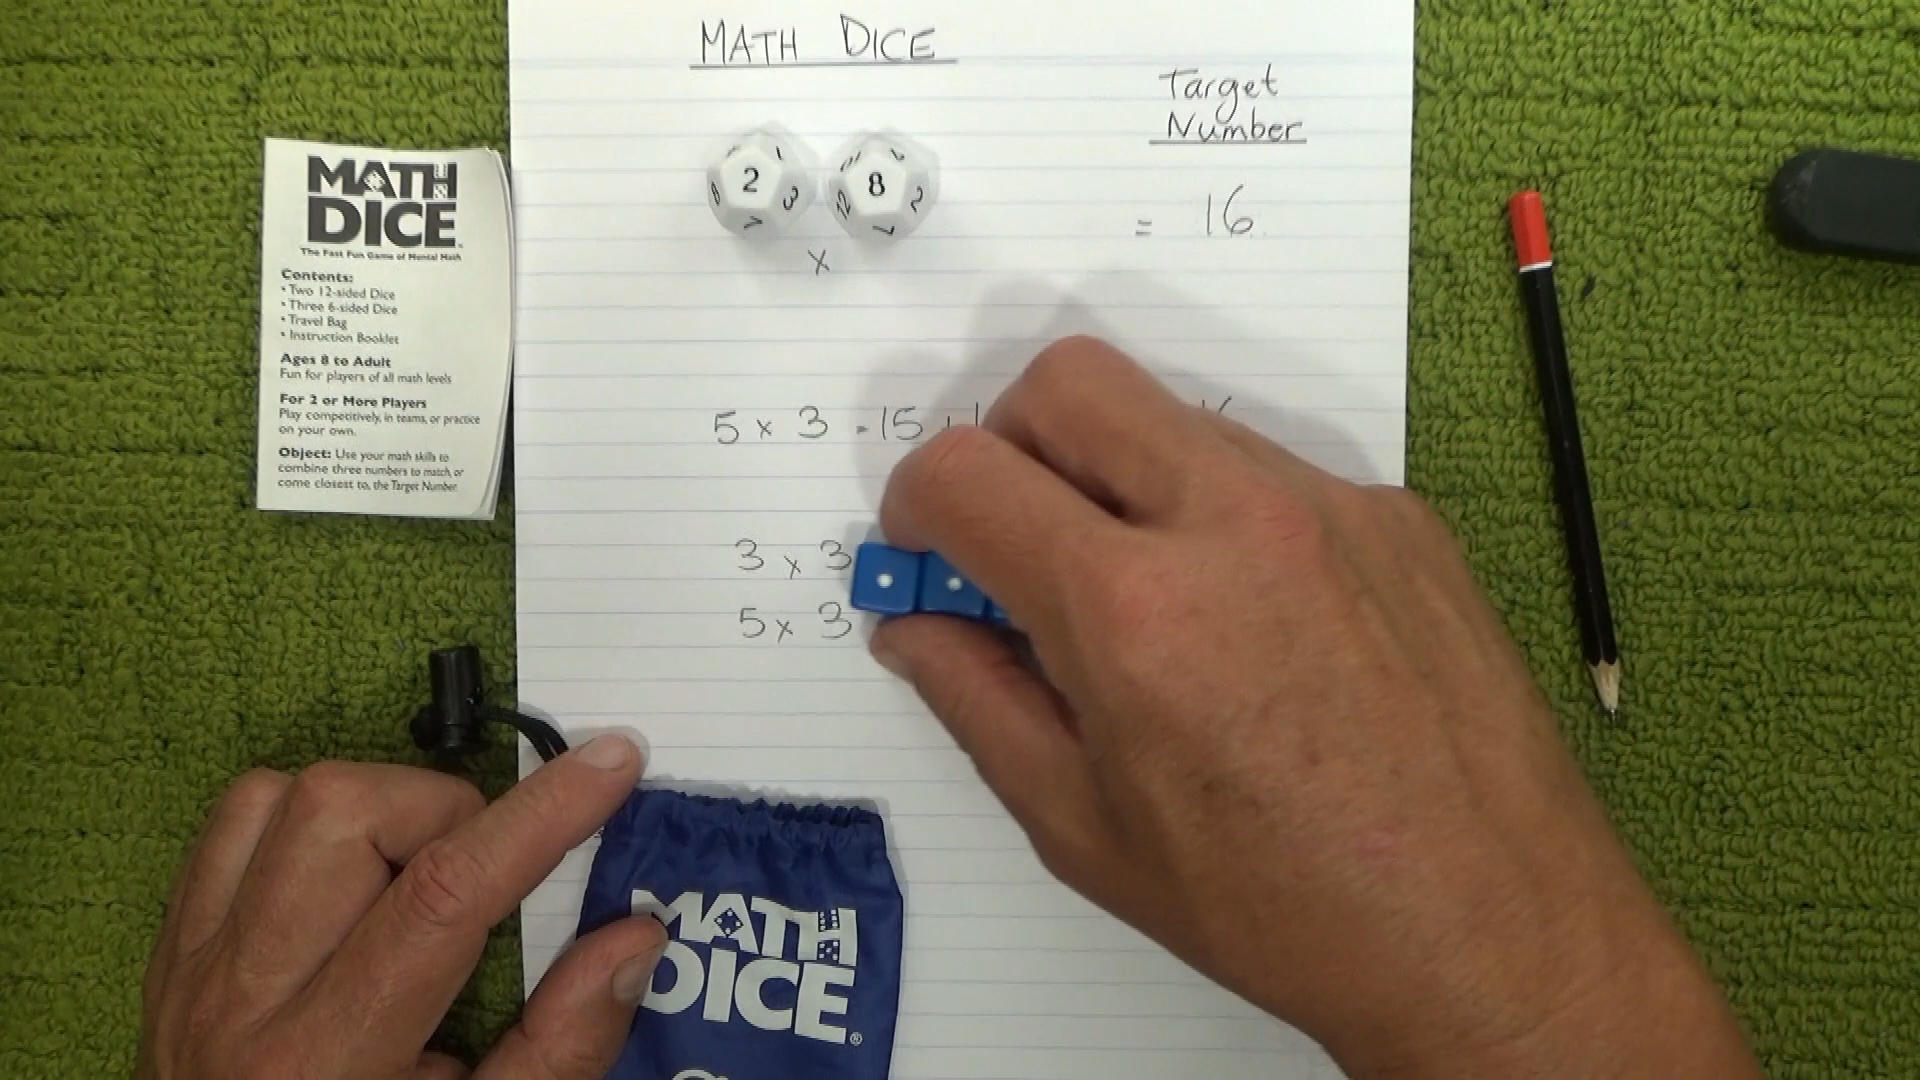 MATH DICE
Target
Number
2 8
x
= 16
MATH
DICE
The Fast Fun Game of Mental Math
Contents:
• Two 12-sided Dice
• Three 6-sided Dice
• Travel Bag
• Instruction Booklet
Ages 8 to Adult
Fun for players of all math levels
For 2 or More Players
Play competitively, in teams, or practice
on your own.
Object: Use your math skills to
combine three numbers to match, or
come closest to, the Target Number.
5 x 3 = 15 + 1
3 x 3
5 x 3
MATH
DICE®